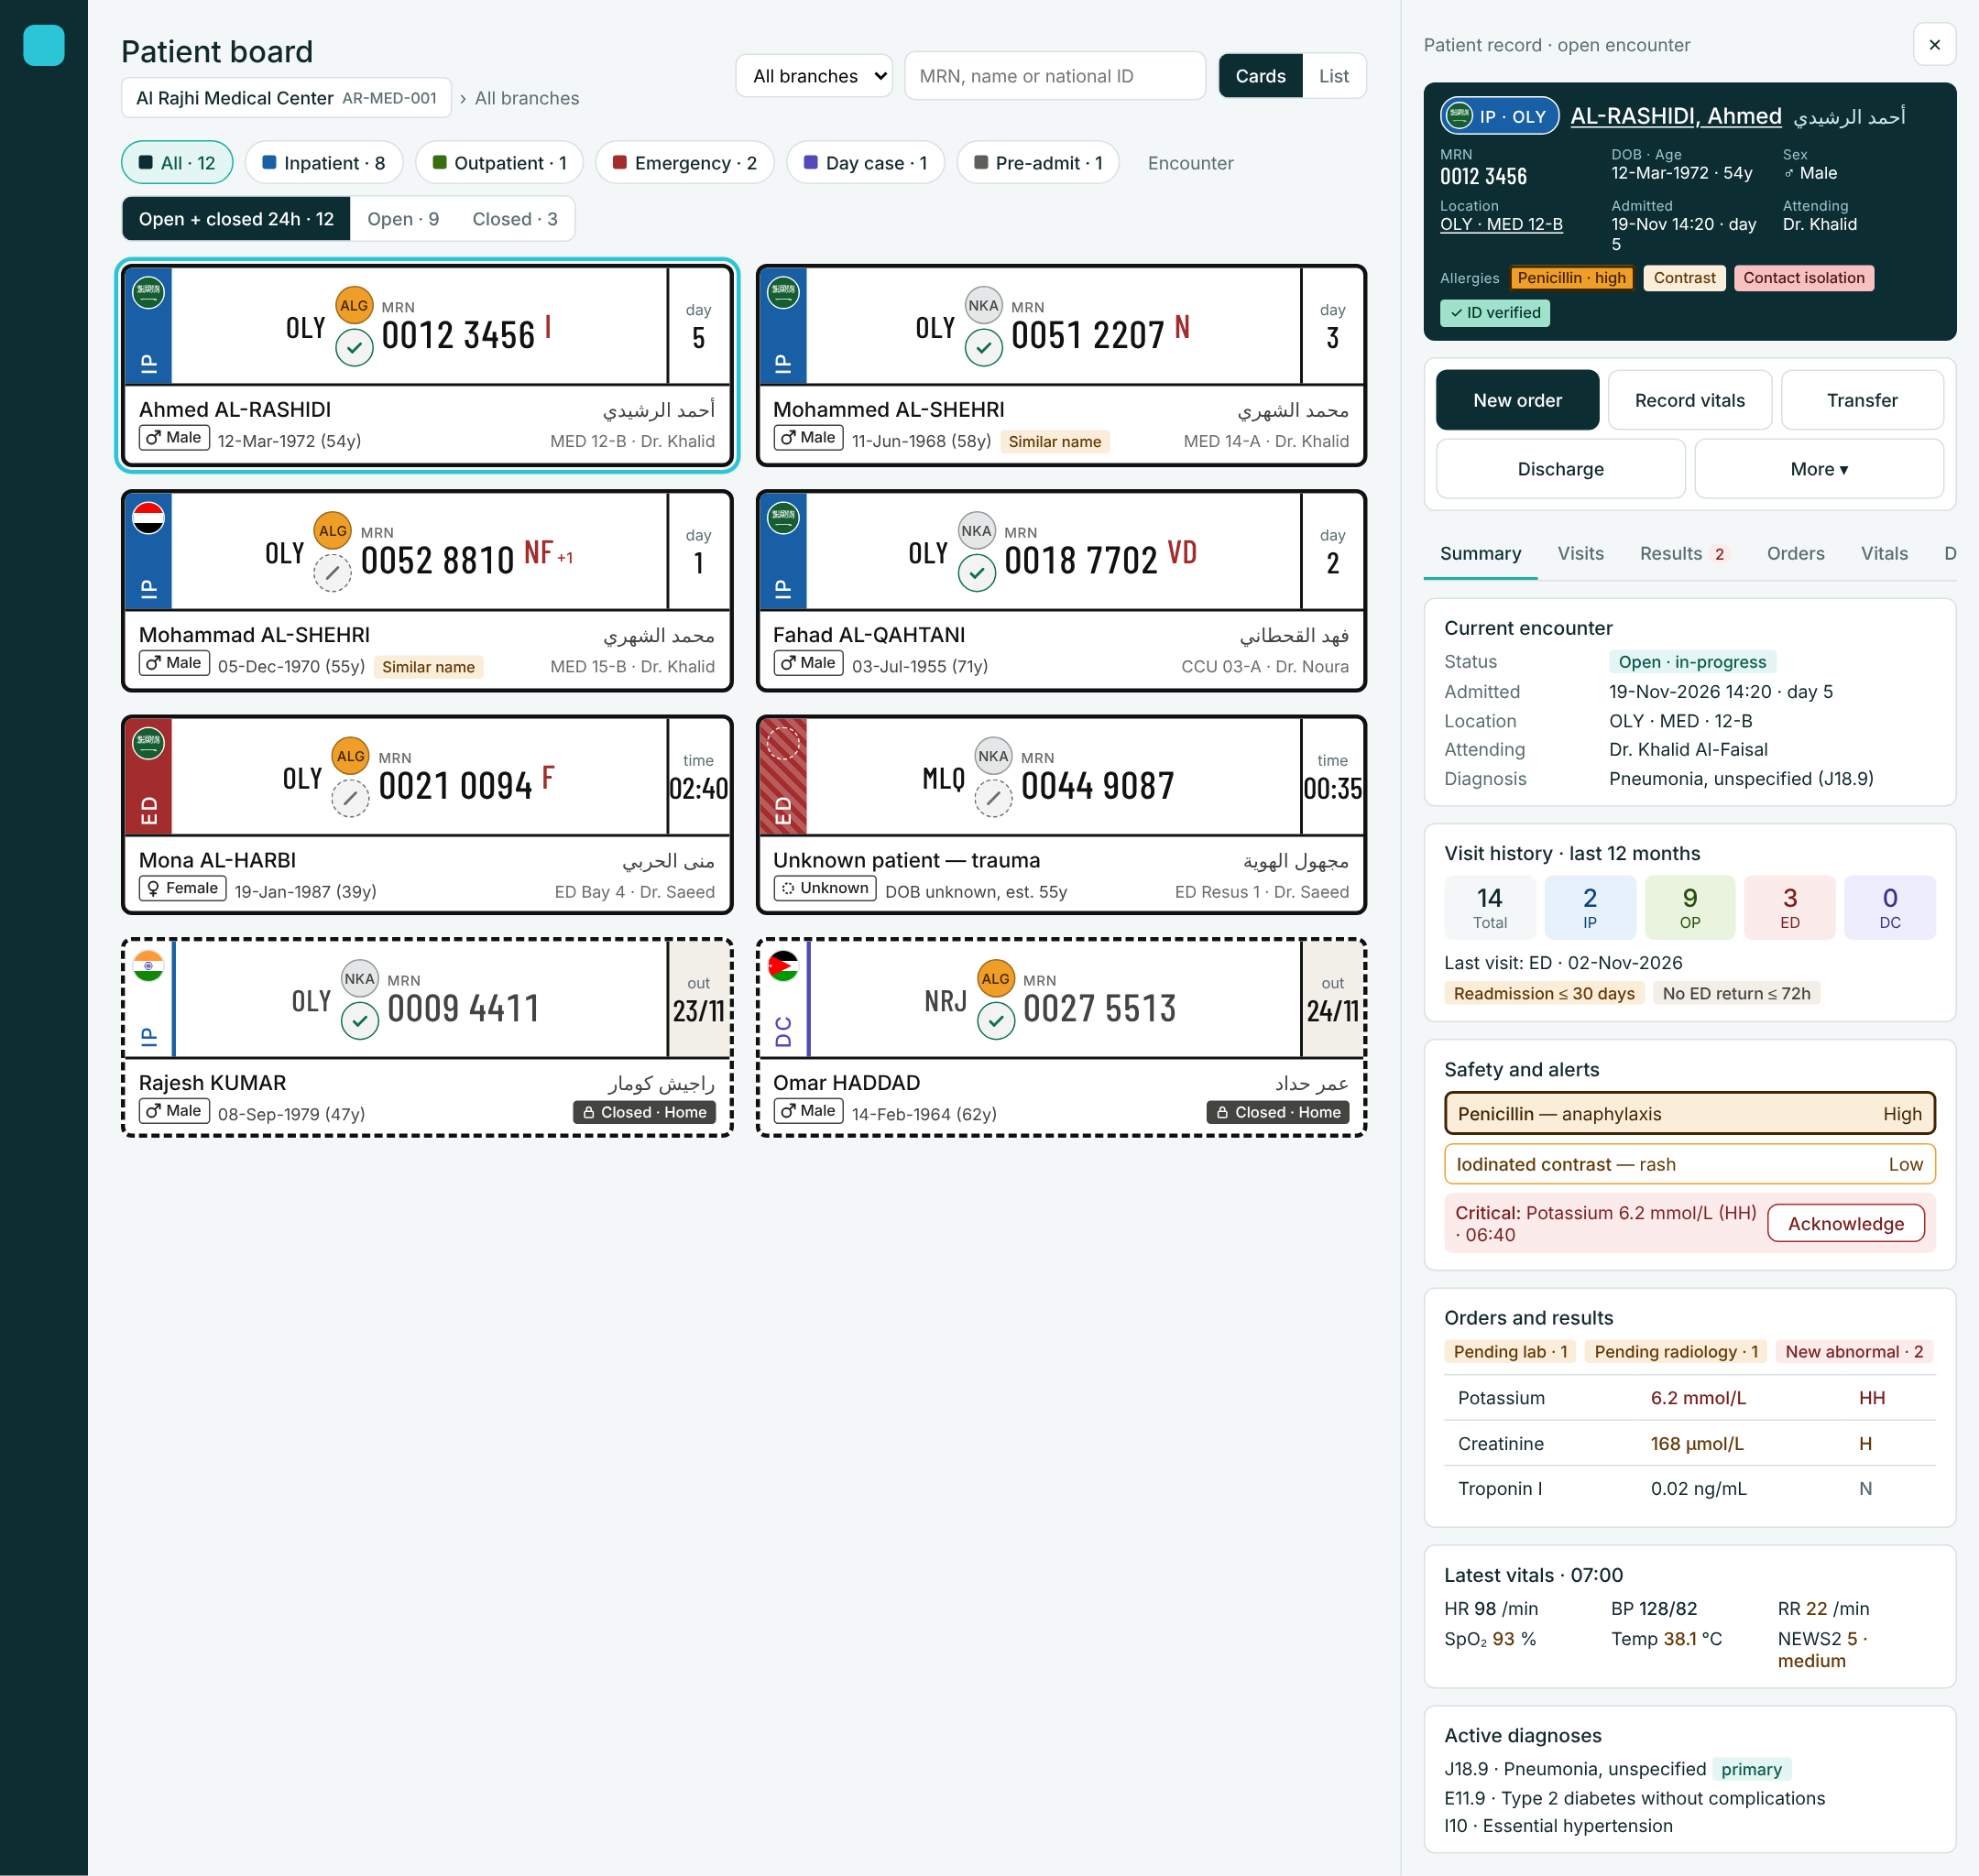 Patient board
Al Rajhi Medical Center AR-MED-001 › All branches
All branches
MRN, name or national ID
Cards List
All · 12
Inpatient · 8
Outpatient · 1
Emergency · 2
Day case · 1
Pre-admit · 1
Encounter
Open + closed 24h · 12
Open · 9
Closed · 3
IP
OLY
ALG
MRN
0012 3456 I
day
5
Ahmed AL-RASHIDI
أحمد الرشيدي
♂ Male 12-Mar-1972 (54y)
MED 12-B · Dr. Khalid
IP
OLY
NKA
MRN
0051 2207 N
day
3
Mohammed AL-SHEHRI
محمد الشهري
♂ Male 11-Jun-1968 (58y) Similar name
MED 14-A · Dr. Khalid
IP
OLY
ALG
MRN
0052 8810 NF +1
day
1
Mohammad AL-SHEHRI
محمد الشهري
♂ Male 05-Dec-1970 (55y) Similar name
MED 15-B · Dr. Khalid
IP
OLY
NKA
MRN
0018 7702 VD
day
2
Fahad AL-QAHTANI
فهد القحطاني
♂ Male 03-Jul-1955 (71y)
CCU 03-A · Dr. Noura
ED
OLY
ALG
MRN
0021 0094 F
time
02:40
Mona AL-HARBI
منى الحربي
♀ Female 19-Jan-1987 (39y)
ED Bay 4 · Dr. Saeed
ED
MLQ
NKA
MRN
0044 9087
time
00:35
Unknown patient — trauma
مجهول الهوية
Unknown DOB unknown, est. 55y
ED Resus 1 · Dr. Saeed
IP
OLY
NKA
MRN
0009 4411
out
23/11
Rajesh KUMAR
راجيش كومار
♂ Male 08-Sep-1979 (47y)
Closed · Home
DC
NRJ
ALG
MRN
0027 5513
out
24/11
Omar HADDAD
عمر حداد
♂ Male 14-Feb-1964 (62y)
Closed · Home
Patient record · open encounter
×
IP · OLY AL-RASHIDI, Ahmed أحمد الرشيدي
MRN DOB · Age Sex
0012 3456 12-Mar-1972 · 54y ♂ Male
Location Admitted Attending
OLY · MED 12-B 19-Nov 14:20 · day Dr. Khalid
5
Allergies Penicillin · high Contrast Contact isolation
✓ ID verified
New order Record vitals Transfer
Discharge More ▾
Summary Visits Results 2 Orders Vitals D
Current encounter
Status Open · in-progress
Admitted 19-Nov-2026 14:20 · day 5
Location OLY · MED · 12-B
Attending Dr. Khalid Al-Faisal
Diagnosis Pneumonia, unspecified (J18.9)
Visit history · last 12 months
14 2 9 3 0
Total IP OP ED DC
Last visit: ED · 02-Nov-2026
Readmission ≤ 30 days No ED return ≤ 72h
Safety and alerts
Penicillin — anaphylaxis High
Iodinated contrast — rash Low
Critical: Potassium 6.2 mmol/L (HH)
· 06:40
Acknowledge
Orders and results
Pending lab · 1 Pending radiology · 1 New abnormal · 2
Potassium 6.2 mmol/L HH
Creatinine 168 µmol/L H
Troponin I 0.02 ng/mL N
Latest vitals · 07:00
HR 98 /min BP 128/82 RR 22 /min
SpO₂ 93 % Temp 38.1 °C NEWS2 5 ·
medium
Active diagnoses
J18.9 · Pneumonia, unspecified primary
E11.9 · Type 2 diabetes without complications
I10 · Essential hypertension